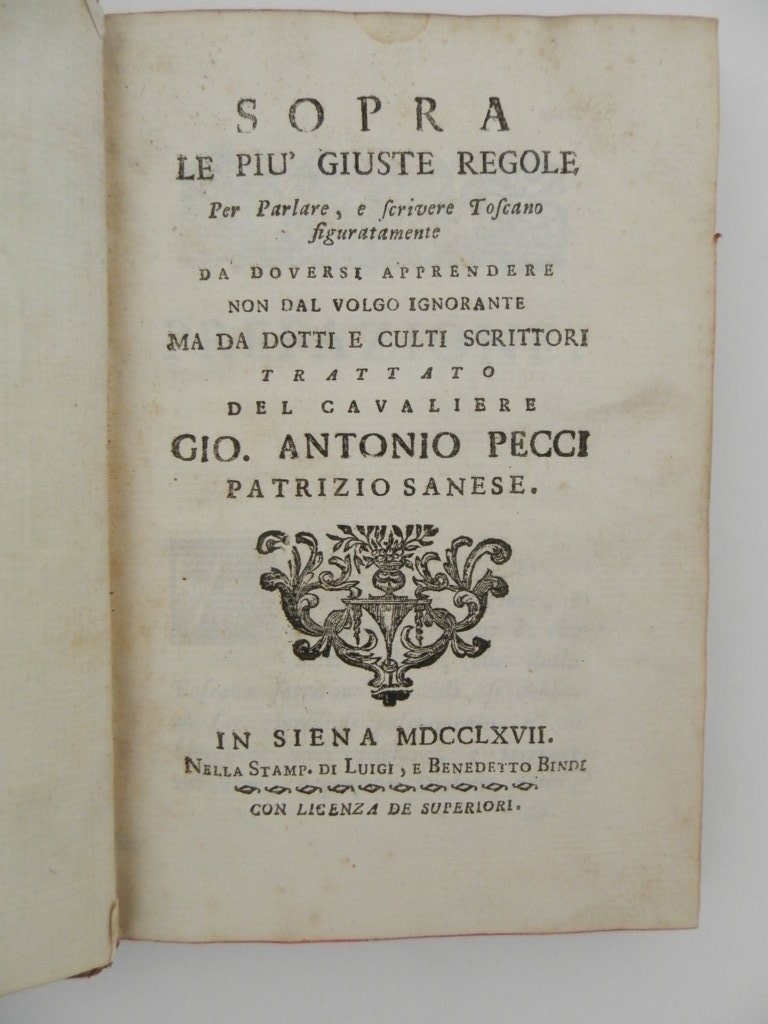 SOPRA
LE PIU' GIUSTE REGOLE
Per Parlare, e ſcrivere Toſcano
figuratamente
DA DOVERSI APPRENDERE
NON DAL VOLGO IGNORANTE
MA DA DOTTI E CULTI SCRITTORI
TRATTATO
DEL CAVALIERE
GIO. ANTONIO PECCI
PATRIZIO SANESE.
IN SIENA MDCCLXVII.
NELLA STAMP. DI LUIGI, E BENEDETTO BINDI
CON LICENZA DE SUPERIORI.